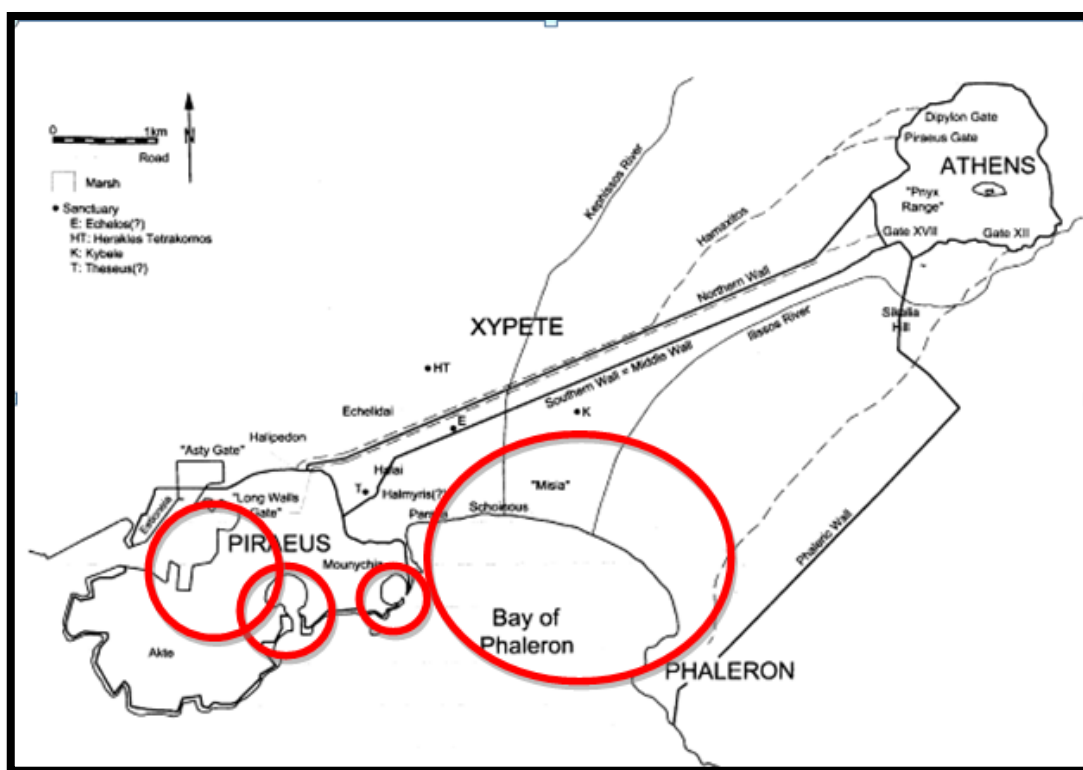 0 1km
N
Road
Marsh
Sanctuary
E: Echelos(?)
HT: Herakles Tetrakomos
K: Kybele
T: Theseus(?)
Dipylon Gate
Piraeus Gate
ATHENS
"Pnyx
Range"
Gate XVII
Gate XII
Kephissos River
Hamaxitos
Northern Wall
XYPETE
Southern Wall = Middle Wall
Ilissos River
Sikelia
Hill
HT
K
E
Echelidai
Halipedon
"Asty Gate"
Halai
T
Halmyris(?)
"Misia"
Eetioneia
"Long Walls
Gate"
Schoinous
Phaleric Wall
PIRAEUS
Mounychia
Bay of
Phaleron
Akte
PHALERON